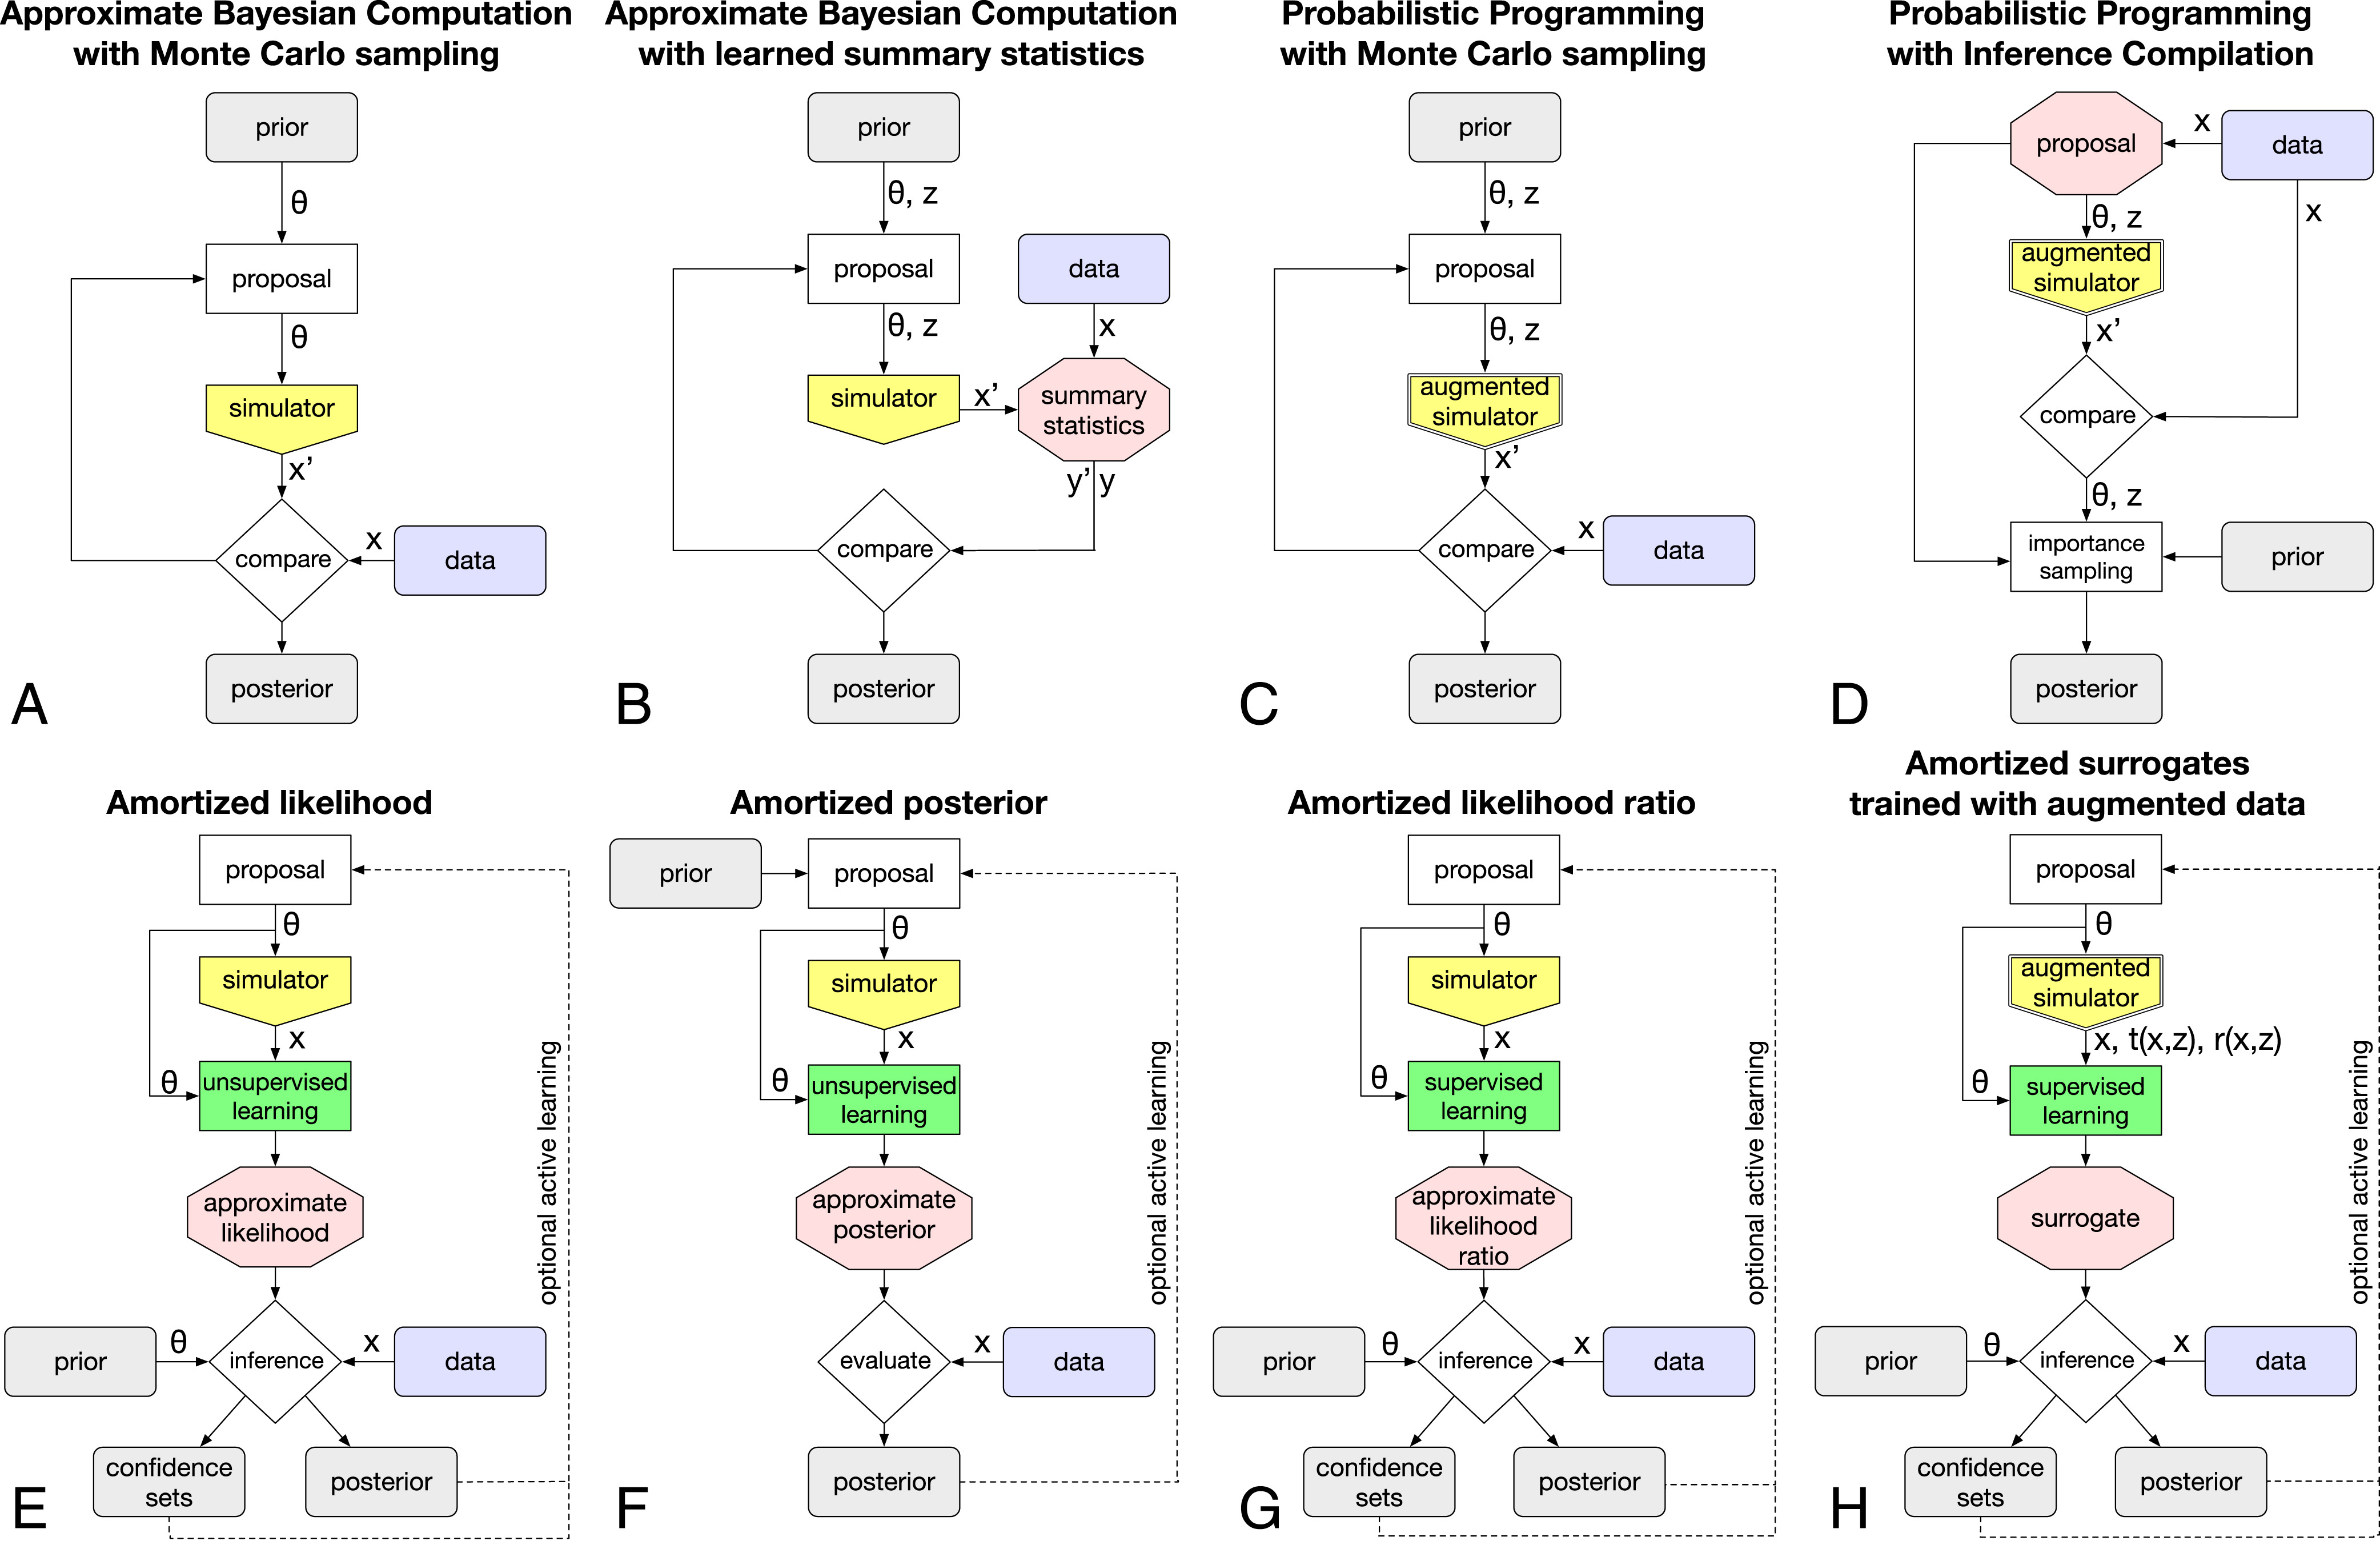 Approximate Bayesian Computation
with Monte Carlo sampling
prior
θ
proposal
θ
simulator
x’
compare
x
data
posterior
A
Approximate Bayesian Computation
with learned summary statistics
prior
θ, z
proposal
data
θ, z
x
simulator
x’
summary
statistics
y’
y
compare
posterior
B
Probabilistic Programming
with Monte Carlo sampling
prior
θ, z
proposal
θ, z
augmented
simulator
x’
compare
x
data
posterior
C
Probabilistic Programming
with Inference Compilation
proposal
x
data
θ, z
x
augmented
simulator
x’
compare
θ, z
importance
sampling
prior
posterior
D
Amortized likelihood
proposal
θ
simulator
x
θ
unsupervised
learning
optional active learning
approximate
likelihood
prior
θ
inference
x
data
confidence
sets
posterior
E
Amortized posterior
prior
proposal
θ
simulator
x
θ
unsupervised
learning
optional active learning
approximate
posterior
evaluate
x
data
posterior
F
Amortized likelihood ratio
proposal
θ
simulator
x
θ
supervised
learning
optional active learning
approximate
likelihood
ratio
prior
θ
inference
x
data
confidence
sets
posterior
G
Amortized surrogates
trained with augmented data
proposal
θ
augmented
simulator
x, t(x,z), r(x,z)
θ
supervised
learning
optional active learning
surrogate
prior
θ
inference
x
data
confidence
sets
posterior
H